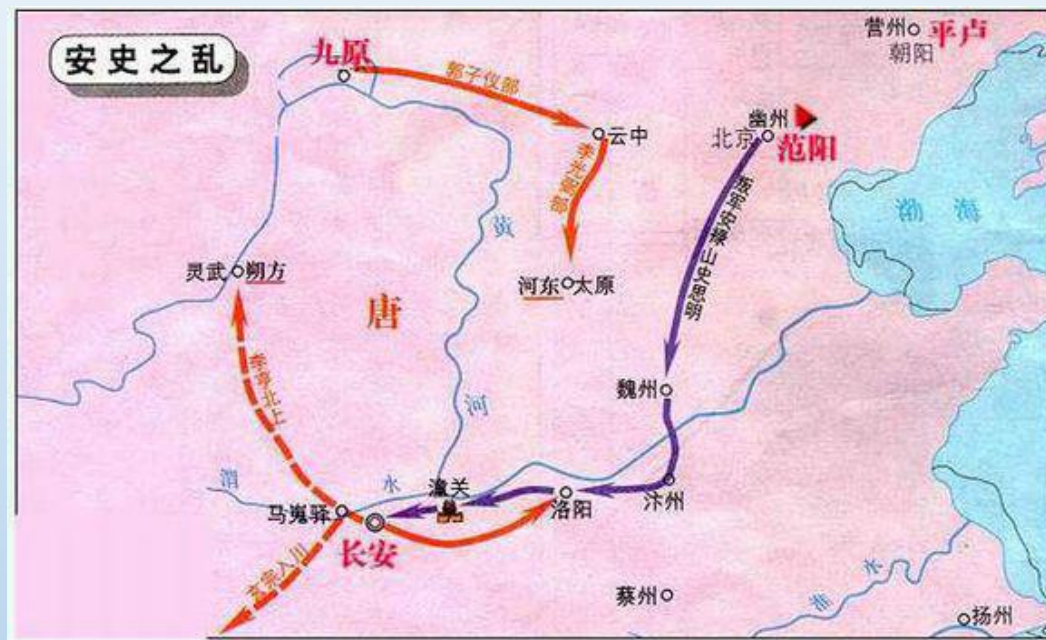 安史之乱
九原
郭子仪部
云中
李光弼部
营州
平卢
朝阳
幽州
北京
范阳
叛军安禄山史思明
渤海
灵武
朔方
唐
黄河
河东
太原
李亨北上
魏州
渭水
潼关
马嵬驿
长安
洛阳
汴州
玄宗入川
蔡州
淮水
扬州